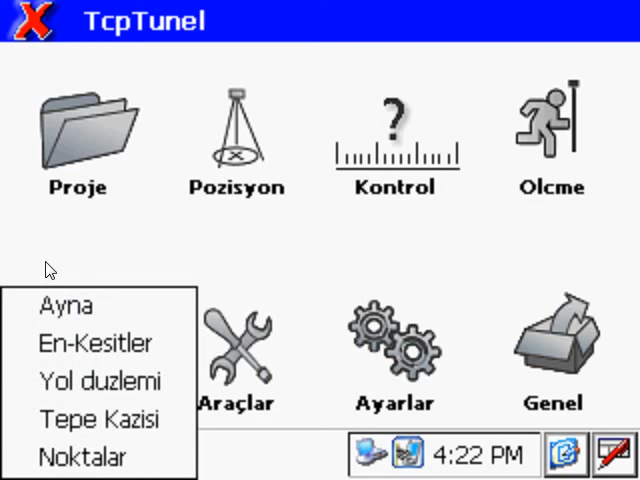 TcpTunel
Proje
Pozisyon
?
Kontrol
Olcme
Ayna
En-Kesitler
Yol duzlemi
Tepe Kazisi
Noktalar
Araçlar
Ayarlar
Genel
4:22 PM